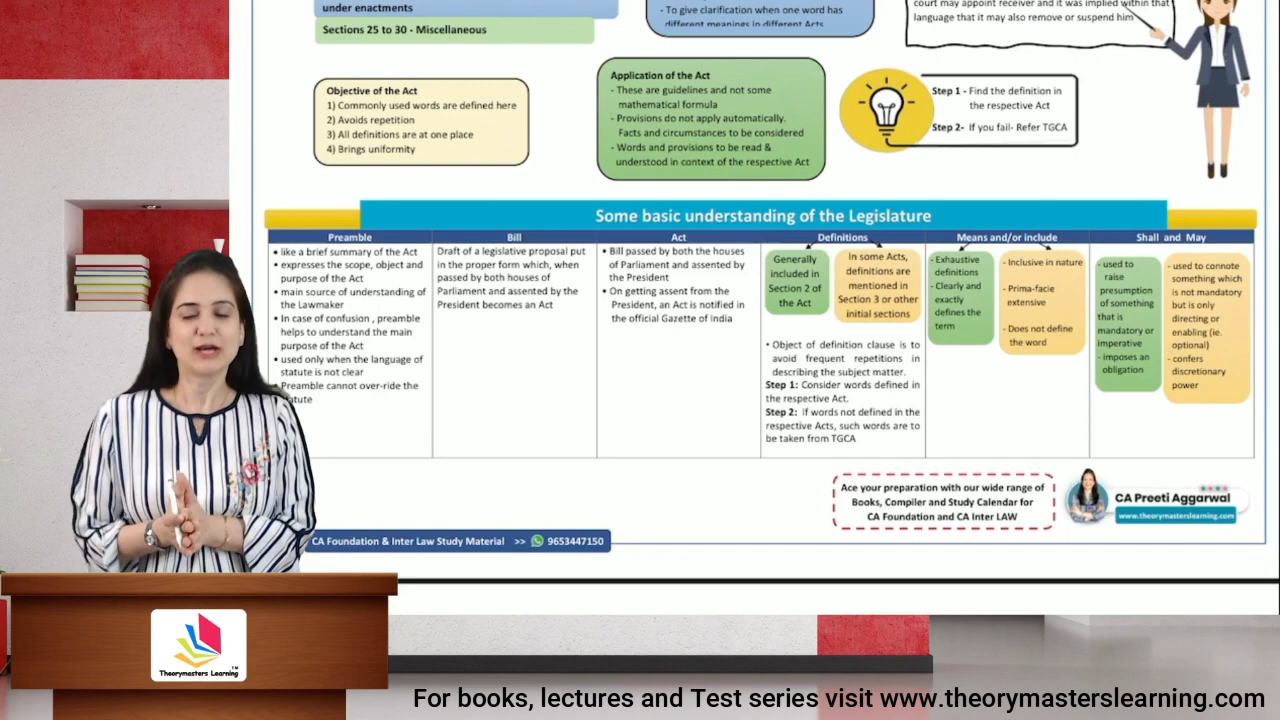 under enactments
Sections 25 to 30 - Miscellaneous
- To give clarification when one word has
different meanings in different Acts
court may appoint receiver and it was implied within that
language that it may also remove or suspend him
Objective of the Act
1) Commonly used words are defined here
2) Avoids repetition
3) All definitions are at one place
4) Brings uniformity
Application of the Act
- These are guidelines and not some
mathematical formula
- Provisions do not apply automatically.
Facts and circumstances to be considered
- Words and provisions to be read &
understood in context of the respective Act
Step 1 - Find the definition in
the respective Act
Step 2- If you fail- Refer TGCA
Some basic understanding of the Legislature
Preamble
• like a brief summary of the Act
• expresses the scope, object and
purpose of the Act
• main source of understanding of
the Lawmaker
• In case of confusion , preamble
helps to understand the main
purpose of the Act
• used only when the language of
statute is not clear
Preamble cannot over-ride the
Bill
Draft of a legislative proposal put
in the proper form which, when
passed by both houses of
Parliament and assented by the
President becomes an Act
Act
• Bill passed by both the houses
of Parliament and assented by
the President
• On getting assent from the
President, an Act is notified in
the official Gazette of India
Definitions
Generally
included in
Section 2 of
the Act
In some Acts,
definitions are
mentioned in
Section 3 or other
initial sections
• Object of definition clause is to
avoid frequent repetitions in
describing the subject matter.
Step 1: Consider words defined in
the respective Act.
Step 2: If words not defined in the
respective Acts, such words are to
be taken from TGCA
Means and/or include
- Exhaustive
definitions
- Clearly and
exactly
defines the
term
- Inclusive in nature
- Prima-facie
extensive
- Does not define
the word
Shall and May
- used to
raise
presumption
of something
that is
mandatory or
imperative
- imposes an
obligation
- used to connote
something which
is not mandatory
but is only
directing or
enabling (ie.
optional)
- confers
discretionary
power
Ace your preparation with our wide range of
Books, Compiler and Study Calendar for
CA Foundation and CA Inter LAW
CA Preeti Aggarwal
www.theorymasterslearning.com
CA Foundation & Inter Law Study Material >> 9653447150
Theorymasters Learning™
For books, lectures and Test series visit www.theorymasterslearning.com